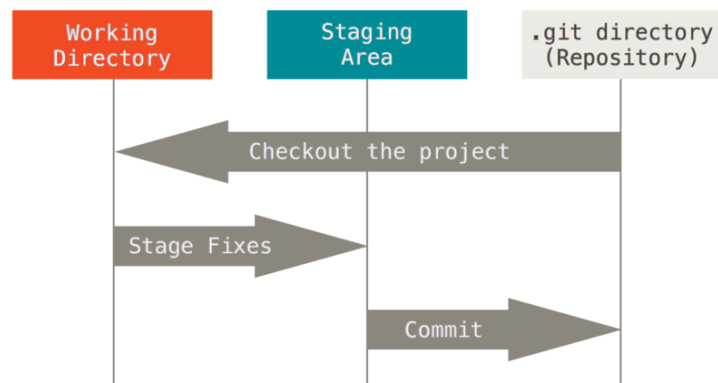 Working
Directory
Staging
Area
.git directory
(Repository)
Checkout the project
Stage Fixes
Commit